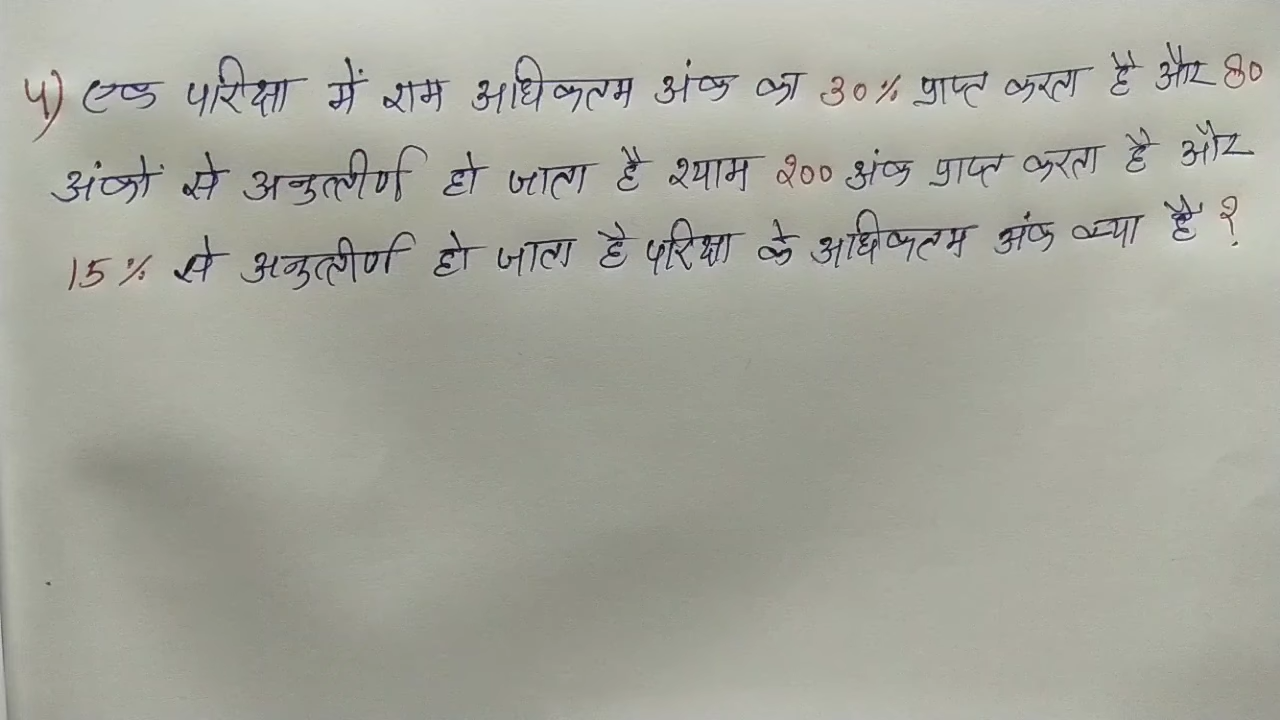 4) एक परिक्षा में राम अधिकतम अंक का 30% प्राप्त करता है और 80
अंकों से अनुत्तीर्ण हो जाता है श्याम 200 अंक प्राप्त करता है और
15% से अनुत्तीर्ण हो जाता है परिक्षा के अधिकतम अंक क्या है ?